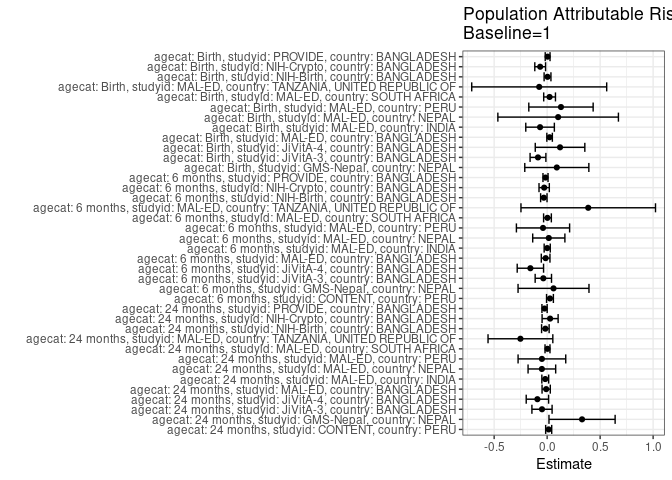 Population Attributable Ris
Baseline=1
agecat: Birth, studyid: PROVIDE, country: BANGLADESH
agecat: Birth, studyid: NIH-Crypto, country: BANGLADESH
agecat: Birth, studyid: NIH-Birth, country: BANGLADESH
agecat: Birth, studyid: MAL-ED, country: TANZANIA, UNITED REPUBLIC OF
agecat: Birth, studyid: MAL-ED, country: SOUTH AFRICA
agecat: Birth, studyid: MAL-ED, country: PERU
agecat: Birth, studyid: MAL-ED, country: NEPAL
agecat: Birth, studyid: MAL-ED, country: INDIA
agecat: Birth, studyid: MAL-ED, country: BANGLADESH
agecat: Birth, studyid: JiVitA-4, country: BANGLADESH
agecat: Birth, studyid: JiVitA-3, country: BANGLADESH
agecat: Birth, studyid: GMS-Nepal, country: NEPAL
agecat: 6 months, studyid: PROVIDE, country: BANGLADESH
agecat: 6 months, studyid: NIH-Crypto, country: BANGLADESH
agecat: 6 months, studyid: NIH-Birth, country: BANGLADESH
agecat: 6 months, studyid: MAL-ED, country: TANZANIA, UNITED REPUBLIC OF
agecat: 6 months, studyid: MAL-ED, country: SOUTH AFRICA
agecat: 6 months, studyid: MAL-ED, country: PERU
agecat: 6 months, studyid: MAL-ED, country: NEPAL
agecat: 6 months, studyid: MAL-ED, country: INDIA
agecat: 6 months, studyid: MAL-ED, country: BANGLADESH
agecat: 6 months, studyid: JiVitA-4, country: BANGLADESH
agecat: 6 months, studyid: JiVitA-3, country: BANGLADESH
agecat: 6 months, studyid: GMS-Nepal, country: NEPAL
agecat: 6 months, studyid: CONTENT, country: PERU
agecat: 24 months, studyid: PROVIDE, country: BANGLADESH
agecat: 24 months, studyid: NIH-Crypto, country: BANGLADESH
agecat: 24 months, studyid: NIH-Birth, country: BANGLADESH
agecat: 24 months, studyid: MAL-ED, country: TANZANIA, UNITED REPUBLIC OF
agecat: 24 months, studyid: MAL-ED, country: SOUTH AFRICA
agecat: 24 months, studyid: MAL-ED, country: PERU
agecat: 24 months, studyid: MAL-ED, country: NEPAL
agecat: 24 months, studyid: MAL-ED, country: INDIA
agecat: 24 months, studyid: MAL-ED, country: BANGLADESH
agecat: 24 months, studyid: JiVitA-4, country: BANGLADESH
agecat: 24 months, studyid: JiVitA-3, country: BANGLADESH
agecat: 24 months, studyid: GMS-Nepal, country: NEPAL
agecat: 24 months, studyid: CONTENT, country: PERU
-0.5 0.0 0.5 1.0
Estimate